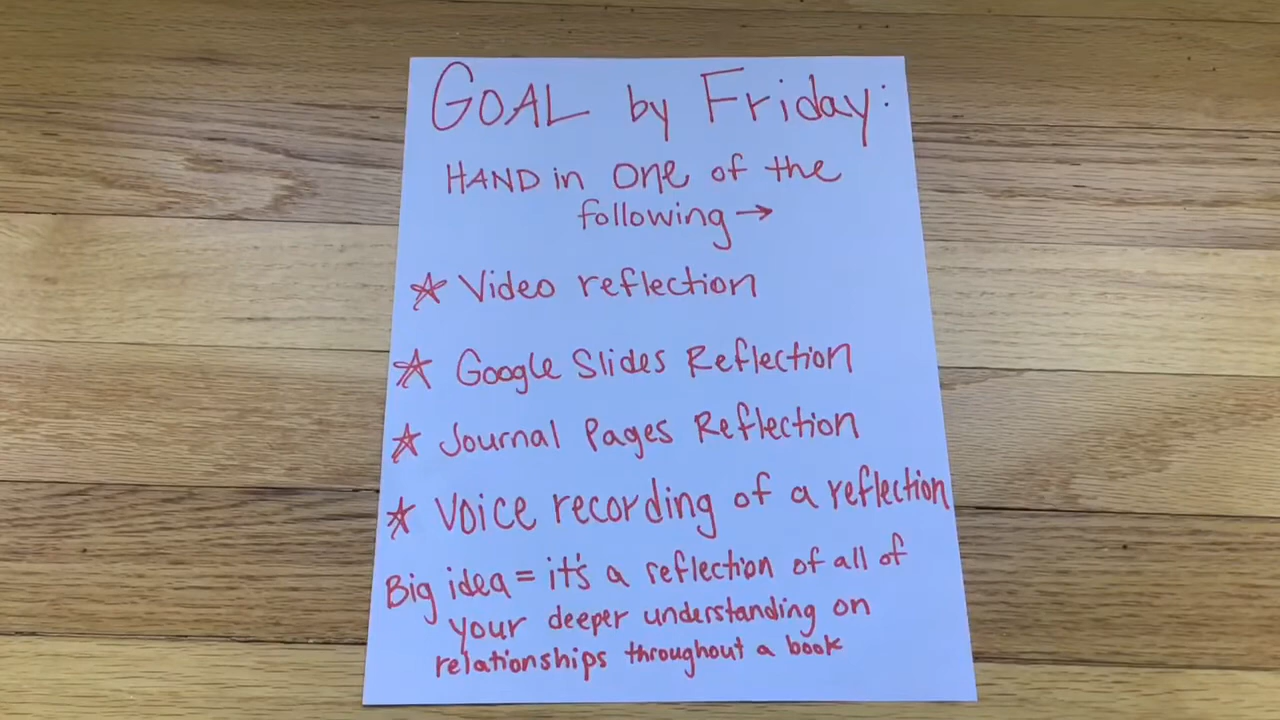 GOAL by Friday:
HAND in one of the
following →
☆ Video reflection
☆ Google Slides Reflection
☆ Journal Pages Reflection
☆ Voice recording of a reflection
Big idea = it's a reflection of all of
your deeper understanding on
relationships throughout a book